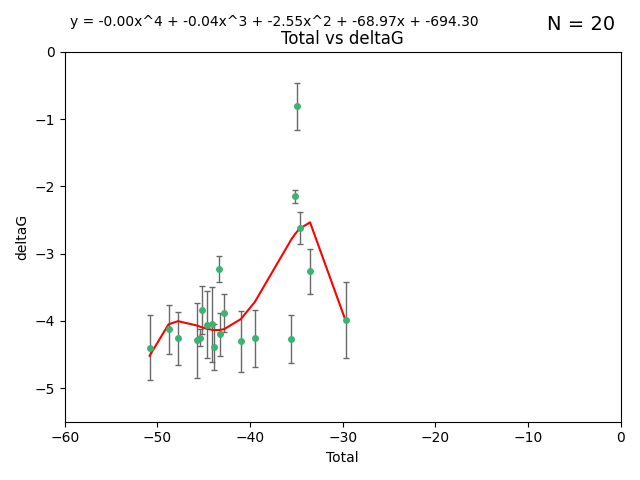 y = -0.00x^4 + -0.04x^3 + -2.55x^2 + -68.97x + -694.30
N = 20
Total vs deltaG
0
−1
−2
−3
−4
−5
deltaG
−60 −50 −40 −30 −20 −10 0
Total